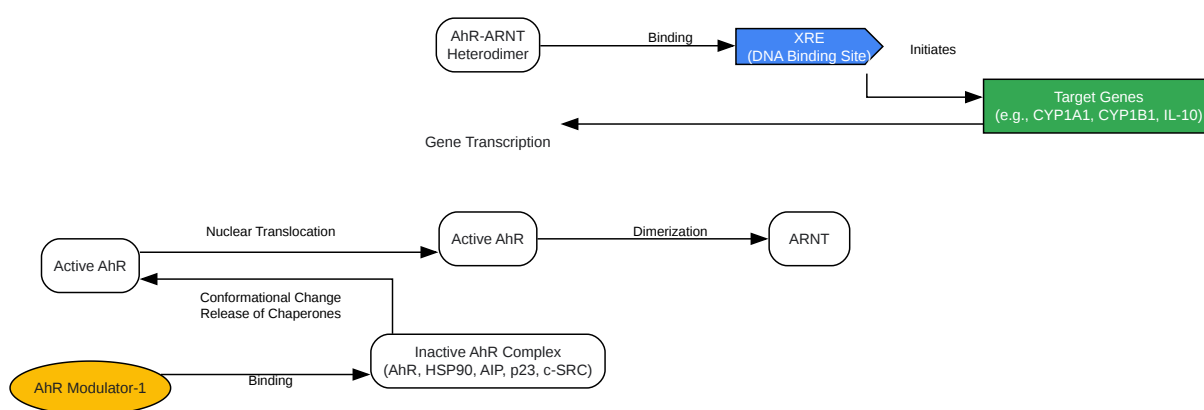 AhR-ARNT
Heterodimer
Binding
XRE
(DNA Binding Site)
Initiates
Target Genes
(e.g., CYP1A1, CYP1B1, IL-10)
Gene Transcription
Active AhR
Nuclear Translocation
Active AhR
Dimerization
ARNT
Conformational Change
Release of Chaperones
Inactive AhR Complex
(AhR, HSP90, AIP, p23, c-SRC)
AhR Modulator-1
Binding